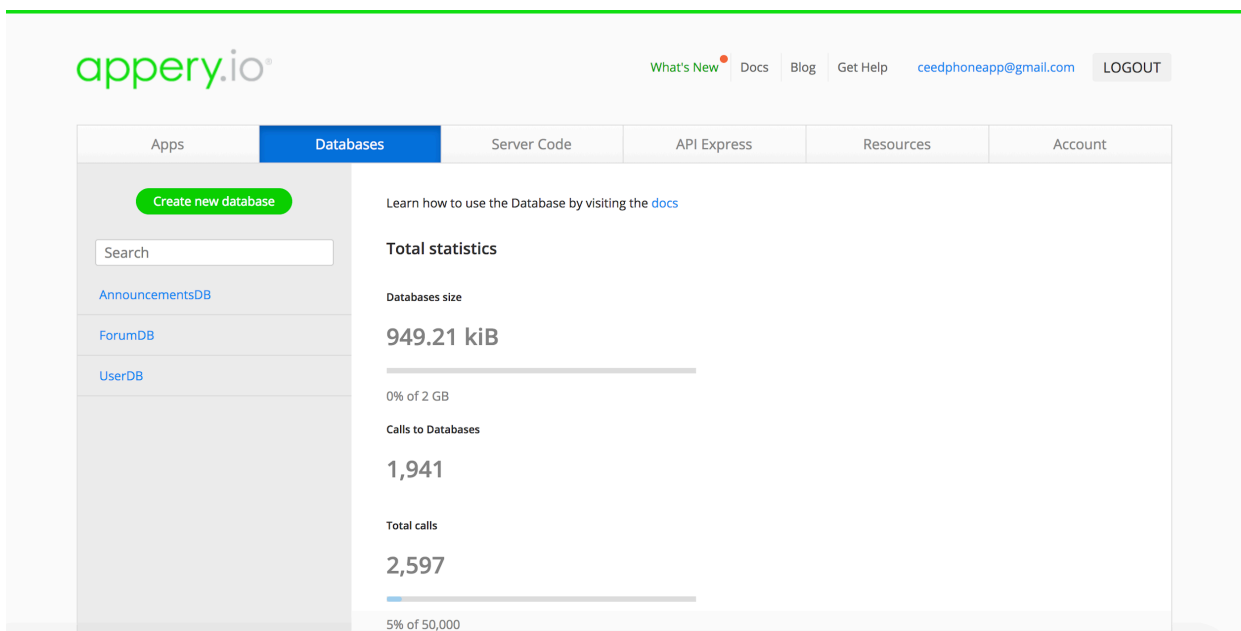 appery.io®
What's New Docs Blog Get Help ceedphoneapp@gmail.com LOGOUT
Apps Databases Server Code API Express Resources Account
Create new database
Search
AnnouncementsDB
ForumDB
UserDB
Learn how to use the Database by visiting the docs
Total statistics
Databases size
949.21 kiB
0% of 2 GB
Calls to Databases
1,941
Total calls
2,597
5% of 50,000